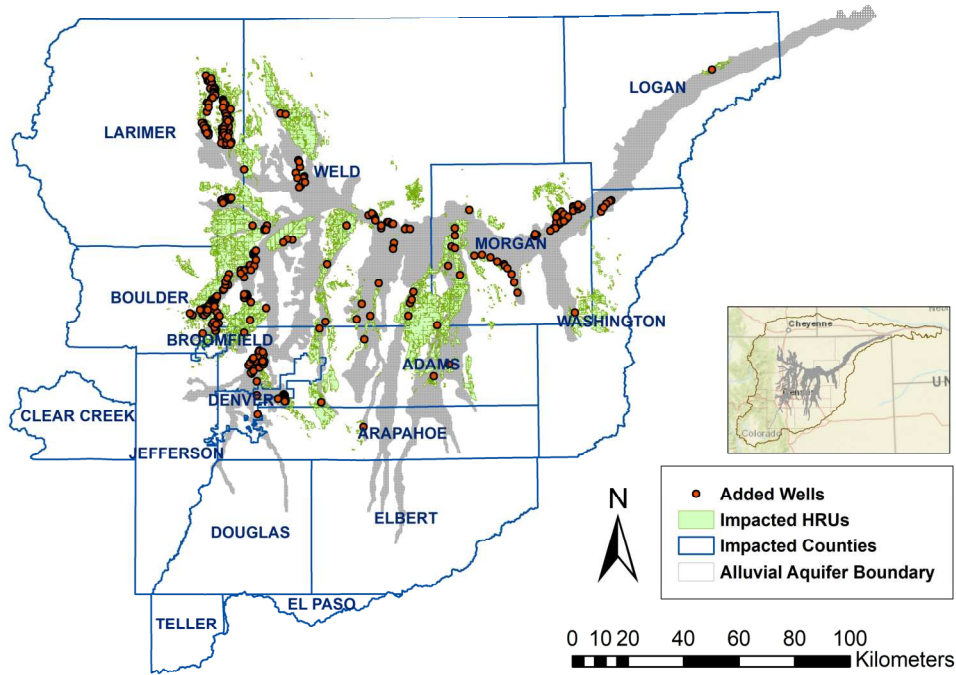 LOGAN
LARIMER
WELD
MORGAN
BOULDER
WASHINGTON
BROOMFIELD
ADAMS
DENVER
CLEAR CREEK
ARAPAHOE
JEFFERSON
ELBERT
DOUGLAS
EL PASO
TELLER
Cheyenne
Colorado
N
Added Wells
Impacted HRUs
Impacted Counties
Alluvial Aquifer Boundary
0 10 20 40 60 80 100
Kilometers